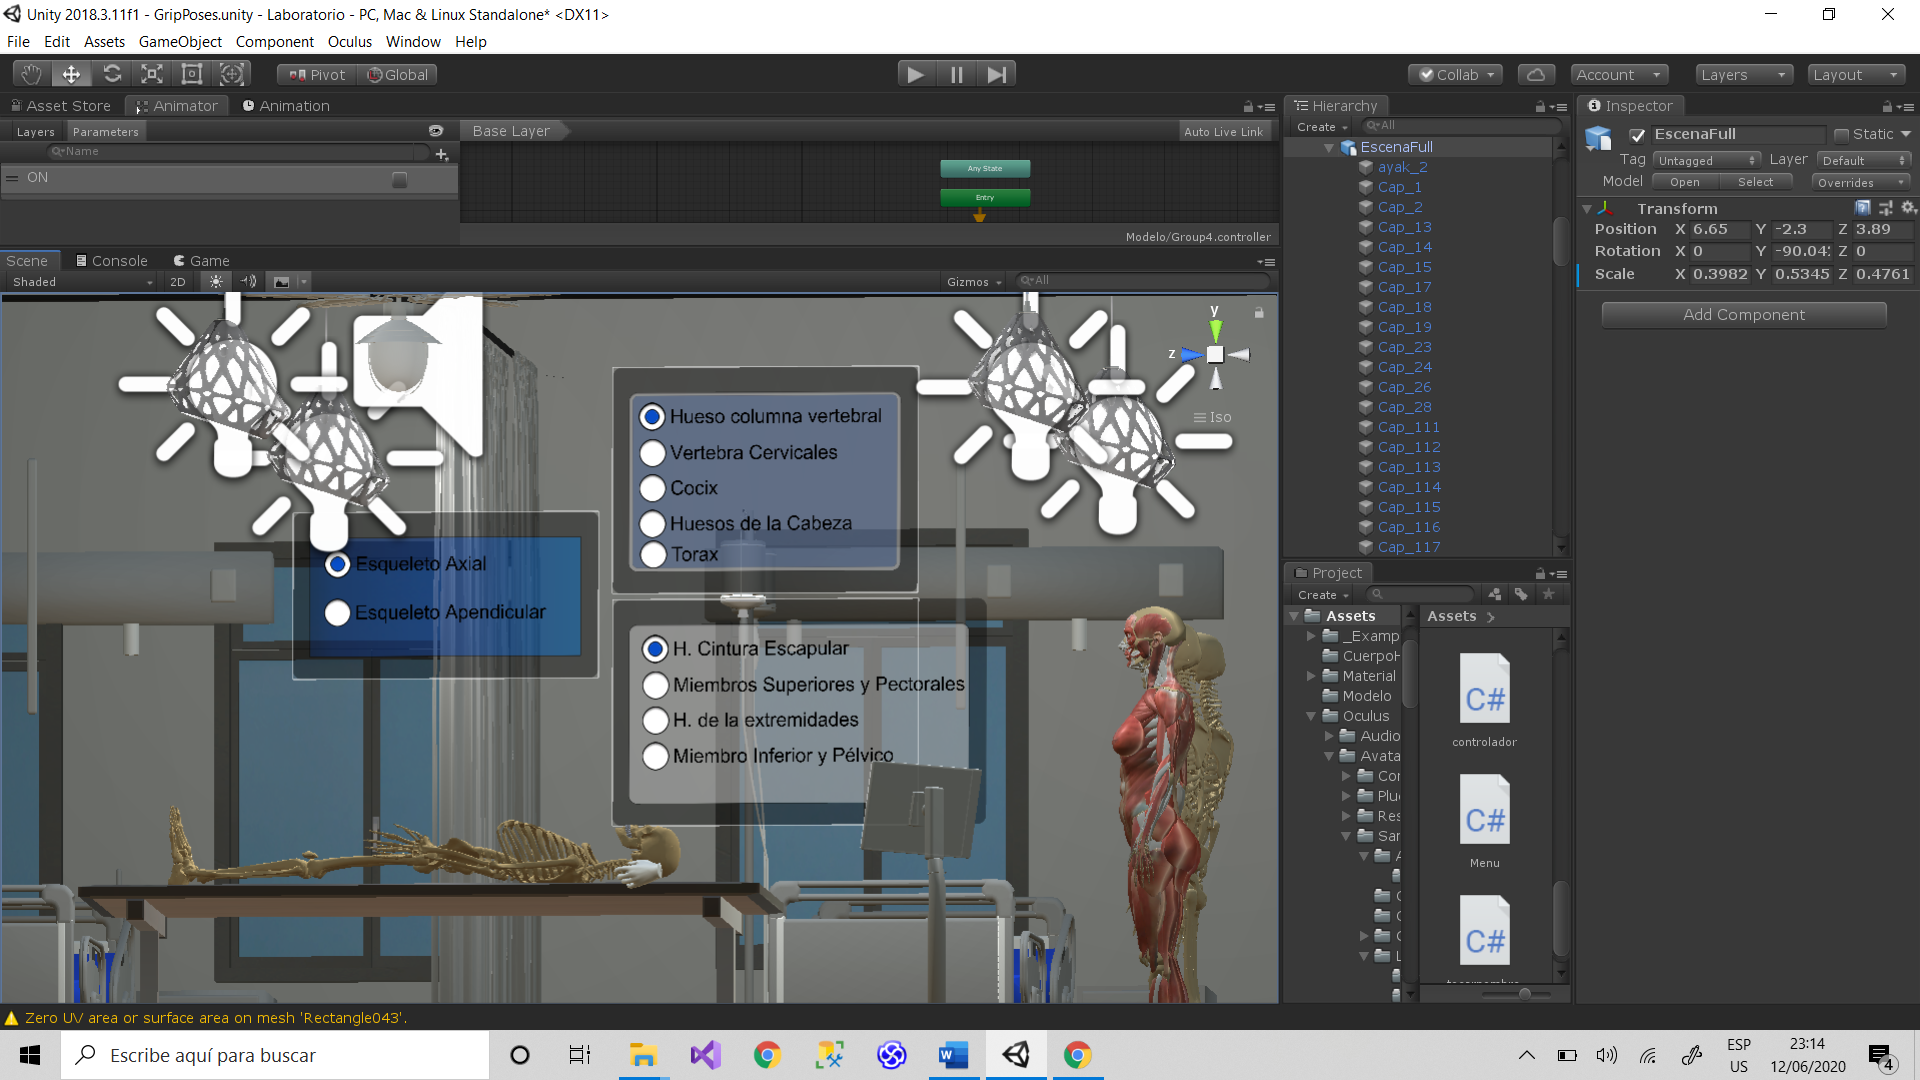 Unity 2018.3.11f1 - GripPoses.unity - Laboratorio - PC, Mac & Linux Standalone* <DX11>
File Edit Assets GameObject Component Oculus Window Help
Pivot Global Collab Account Layers Layout
Asset Store Animator Animation
Layers Parameters Base Layer Auto Live Link
Name
ON
Any State
Entry
Modelo/Group4.controller
Scene Console Game
Shaded 2D Gizmos All
y
z
Iso
Hueso columna vertebral
Vertebra Cervicales
Cocix
Huesos de la Cabeza
Torax
Esqueleto Axial
Esqueleto Apendicular
H. Cintura Escapular
Miembros Superiores y Pectorales
H. de la extremidades
Miembro Inferior y Pélvico
Hierarchy
Create All
EscenaFull
ayak_2
Cap_1
Cap_2
Cap_13
Cap_14
Cap_15
Cap_17
Cap_18
Cap_19
Cap_23
Cap_24
Cap_26
Cap_28
Cap_111
Cap_112
Cap_113
Cap_114
Cap_115
Cap_116
Cap_117
Project
Create
Assets Assets
_Examp
CuerpoH
Material
Modelo
Oculus
Audio
Avata
Cor
Plu
Res
Sar
controlador
Menu
Inspector
EscenaFull Static
Tag Untagged Layer Default
Model Open Select Overrides
Transform
Position X 6.65 Y -2.3 Z 3.89
Rotation X 0 Y -90.04 Z 0
Scale X 0.3982 Y 0.5345 Z 0.4761
Add Component
Zero UV area or surface area on mesh 'Rectangle043'.
Escribe aquí para buscar
ESP
US
23:14
12/06/2020
4